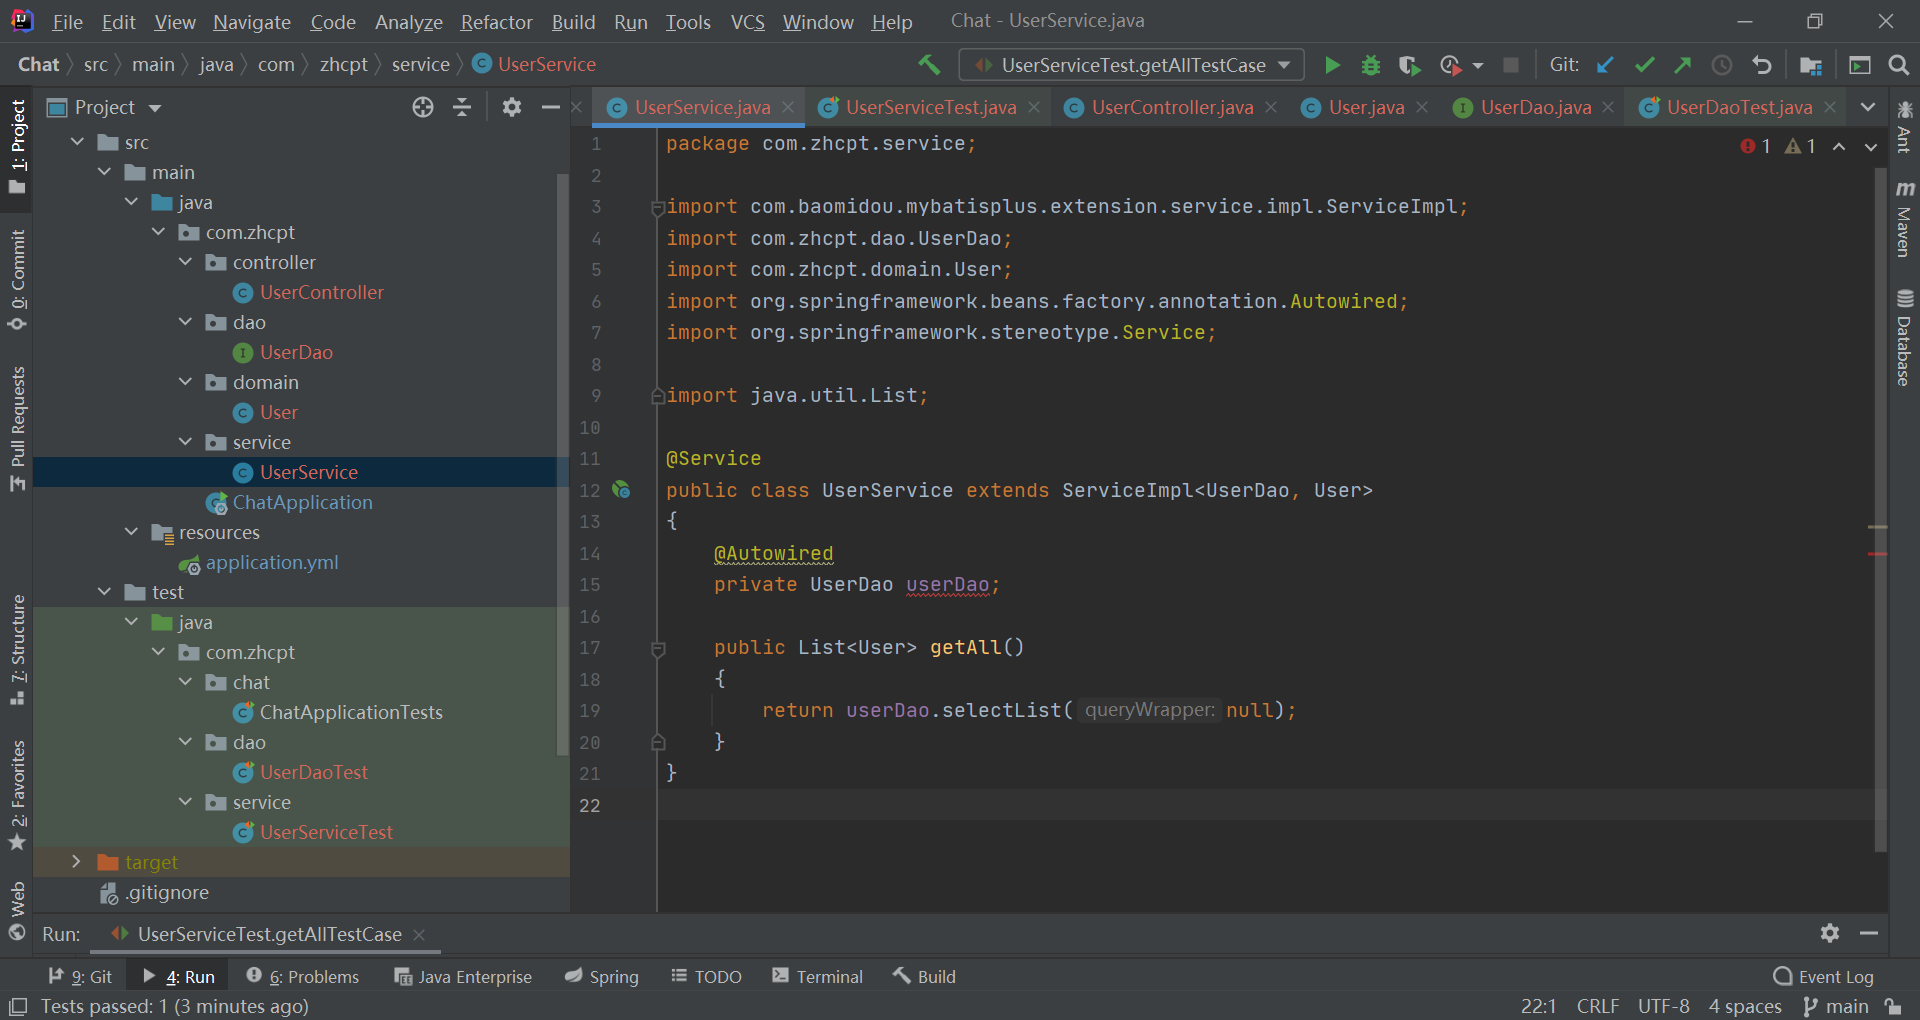 File Edit View Navigate Code Analyze Refactor Build Run Tools VCS Window Help Chat - UserService.java
Chat src main java com zhcpt service UserService UserServiceTest.getAllTestCase Git:
Project UserService.java UserServiceTest.java UserController.java User.java UserDao.java UserDaoTest.java
1: Project
0: Commit
Pull Requests
7: Structure
2: Favorites
Web
src
main
java
com.zhcpt
controller
UserController
dao
UserDao
domain
User
service
UserService
ChatApplication
resources
application.yml
test
java
com.zhcpt
chat
ChatApplicationTests
dao
UserDaoTest
service
UserServiceTest
target
.gitignore
1 package com.zhcpt.service;
2
3 import com.baomidou.mybatisplus.extension.service.impl.ServiceImpl;
4 import com.zhcpt.dao.UserDao;
5 import com.zhcpt.domain.User;
6 import org.springframework.beans.factory.annotation.Autowired;
7 import org.springframework.stereotype.Service;
8
9 import java.util.List;
10
11 @Service
12 public class UserService extends ServiceImpl<UserDao, User>
13 {
14 @Autowired
15 private UserDao userDao;
16
17 public List<User> getAll()
18 {
19 return userDao.selectList( queryWrapper: null);
20 }
21 }
22
1 1
Ant
Maven
Database
Run: UserServiceTest.getAllTestCase
9: Git 4: Run 6: Problems Java Enterprise Spring TODO Terminal Build Event Log
Tests passed: 1 (3 minutes ago) 22:1 CRLF UTF-8 4 spaces main